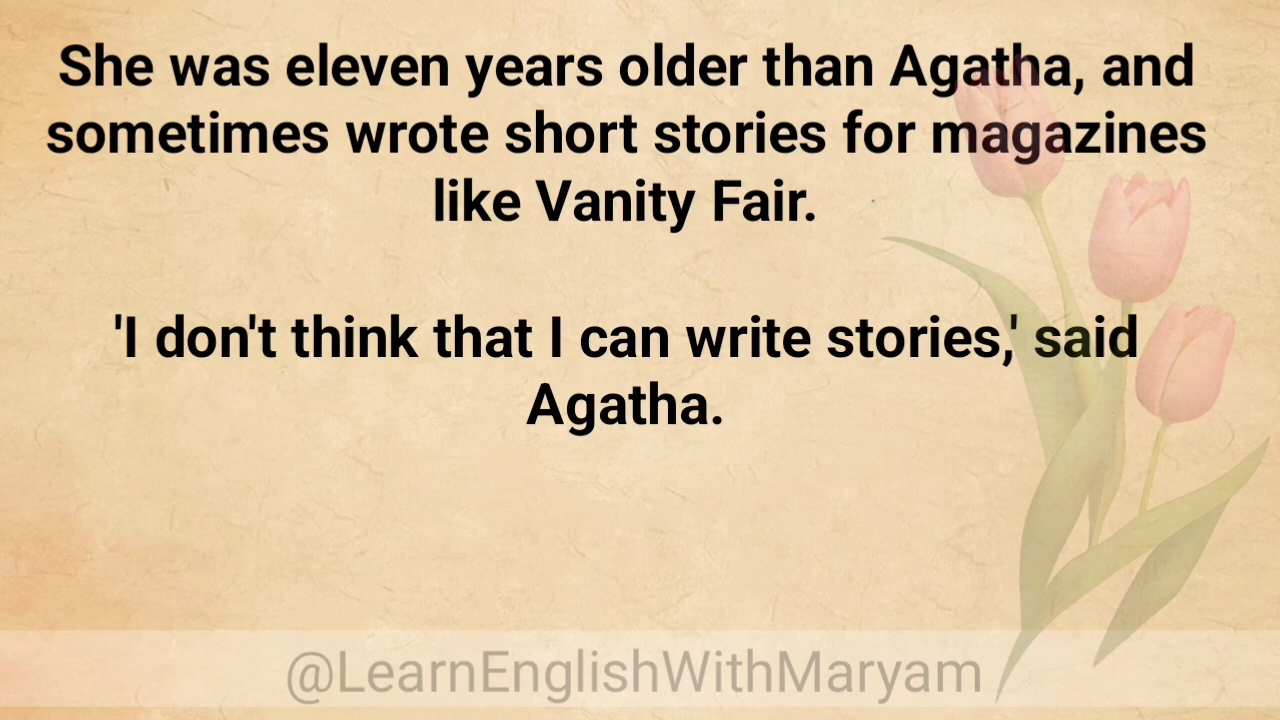 She was eleven years older than Agatha, and
sometimes wrote short stories for magazines
like Vanity Fair.
'I don't think that I can write stories,' said
Agatha.
@LearnEnglishWithMaryam